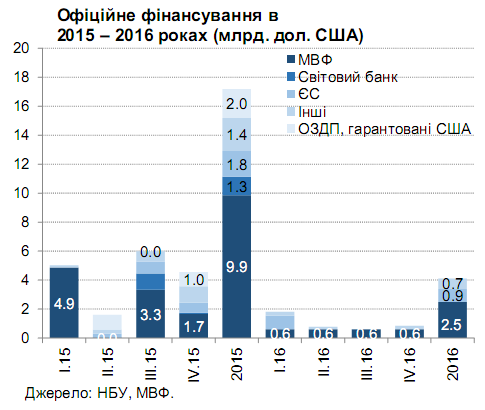 Офіційне фінансування в
2015 – 2016 роках (млрд. дол. США)
20
18
16
14
12
10
8
6
4
2
0
МВФ
Світовий банк
ЄС
Інші
ОЗДП, гарантовані США
4.9
0.0
0.0
3.3
1.0
1.7
2.0
1.4
1.8
1.3
9.9
0.6
0.6
0.6
0.6
0.7
0.9
2.5
I.15
II.15
III.15
IV.15
2015
I.16
II.16
III.16
IV.16
2016
Джерело: НБУ, МВФ.